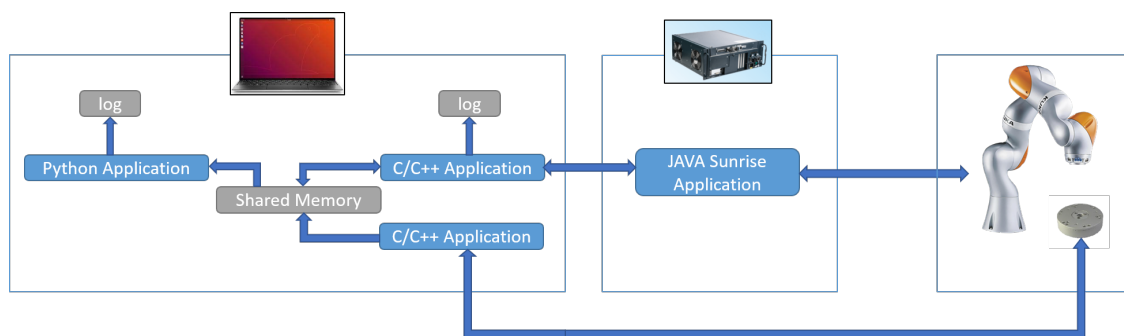 log
log
Python Application
C/C++ Application
JAVA Sunrise
Application
Shared Memory
C/C++ Application